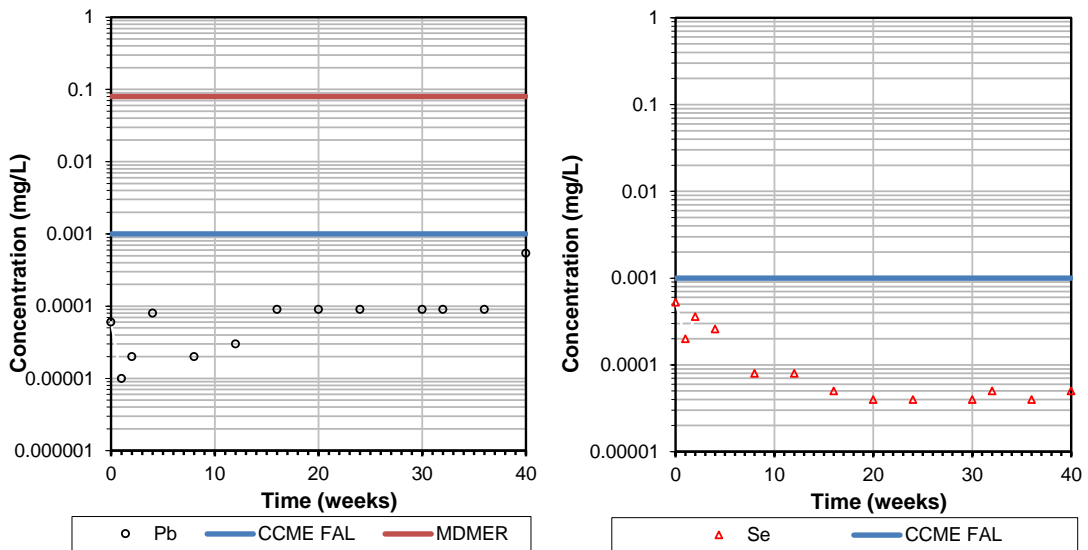 1
0.1
0.01
0.001
0.0001
0.00001
0.000001
Concentration (mg/L)
0 10 20 30 40
Time (weeks)
Pb CCME FAL MDMER
1
0.1
0.01
0.001
0.0001
0.00001
Concentration (mg/L)
0 10 20 30 40
Time (weeks)
Se CCME FAL